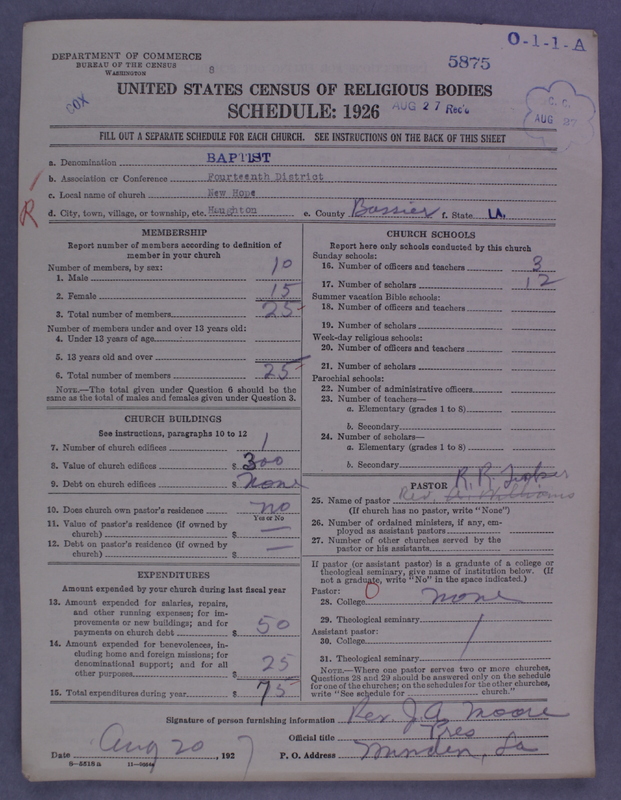 O-1-1-A
DEPARTMENT OF COMMERCE
BUREAU OF THE CENSUS
WASHINGTON
8
5875
UNITED STATES CENSUS OF RELIGIOUS BODIES
COX
SCHEDULE: 1926
AUG 27 Rec'd
C. C.
AUG 27
FILL OUT A SEPARATE SCHEDULE FOR EACH CHURCH. SEE INSTRUCTIONS ON THE BACK OF THIS SHEET
a. Denomination BAPTIST
b. Association or Conference Fourteenth District
c. Local name of church New Hope
R
d. City, town, village, or township, etc. Haughton e. County Bossier f. State LA.
MEMBERSHIP
Report number of members according to definition of
member in your church
Number of members, by sex:
1. Male 10
2. Female 15
3. Total number of members 25
Number of members under and over 13 years old:
4. Under 13 years of age
5. 13 years old and over
6. Total number of members 25
NOTE.—The total given under Question 6 should be the
same as the total of males and females given under Question 3.
CHURCH BUILDINGS
See instructions, paragraphs 10 to 12
7. Number of church edifices 1
8. Value of church edifices $ 300
9. Debt on church edifices $ none
10. Does church own pastor's residence no
Yes or No
11. Value of pastor's residence (if owned by
church) $ —
12. Debt on pastor's residence (if owned by
church) $ —
EXPENDITURES
Amount expended by church during last fiscal year
13. Amount expended for salaries, repairs,
and other running expenses; for im-
provements or new buildings; and for
payments on church debt $ 50
14. Amount expended for benevolences, in-
cluding home and foreign missions; for
denominational support; and for all
other purposes $ 25
15. Total expenditures during year $ 75
CHURCH SCHOOLS
Report here only schools conducted by this church
Sunday schools:
16. Number of officers and teachers 3
17. Number of scholars 12
Summer vacation Bible schools:
18. Number of officers and teachers
19. Number of scholars
Week-day religious schools:
20. Number of officers and teachers
21. Number of scholars
Parochial schools:
22. Number of administrative officers
23. Number of teachers—
a. Elementary (grades 1 to 8)
b. Secondary
24. Number of scholars—
a. Elementary (grades 1 to 8)
b. Secondary
PASTOR R. R.
25. Name of pastor Rev. Williams
(If church has no pastor, write "None")
26. Number of ordained ministers, if any, em-
ployed as assistant pastors
27. Number of other churches served by the
pastor or his assistants
If pastor (or assistant pastor) is a graduate of a college or
theological seminary, give name of institution below. (If
not a graduate, write "No" in the space indicated.)
Pastor: 0
28. College none
29. Theological seminary
Assistant pastor:
30. College
31. Theological seminary
NOTE.—Where one pastor serves two or more churches,
Questions 28 and 29 should be answered only on the schedule
for one of the churches; on the schedules for the other churches,
write "See schedule for church."
Signature of person furnishing information Rev. J. A. Moore
Official title Pres
Date Aug 20, 1927 P. O. Address Minden, La
8-5518a